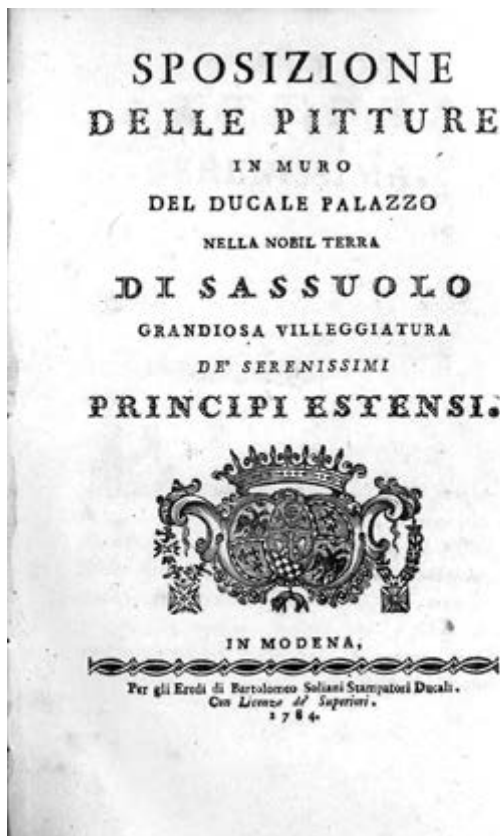 SPOSIZIONE
DELLE PITTURE
IN MURO
DEL DUCALE PALAZZO
NELLA NOBIL TERRA
DI SASSUOLO
GRANDIOSA VILLEGGIATURA
DE' SERENISSIMI
PRINCIPI ESTENSI.
IN MODENA,
Per gli Eredi di Bartolomeo Soliani Stampatori Ducali.
Con Licenza de' Superiori.
1784.